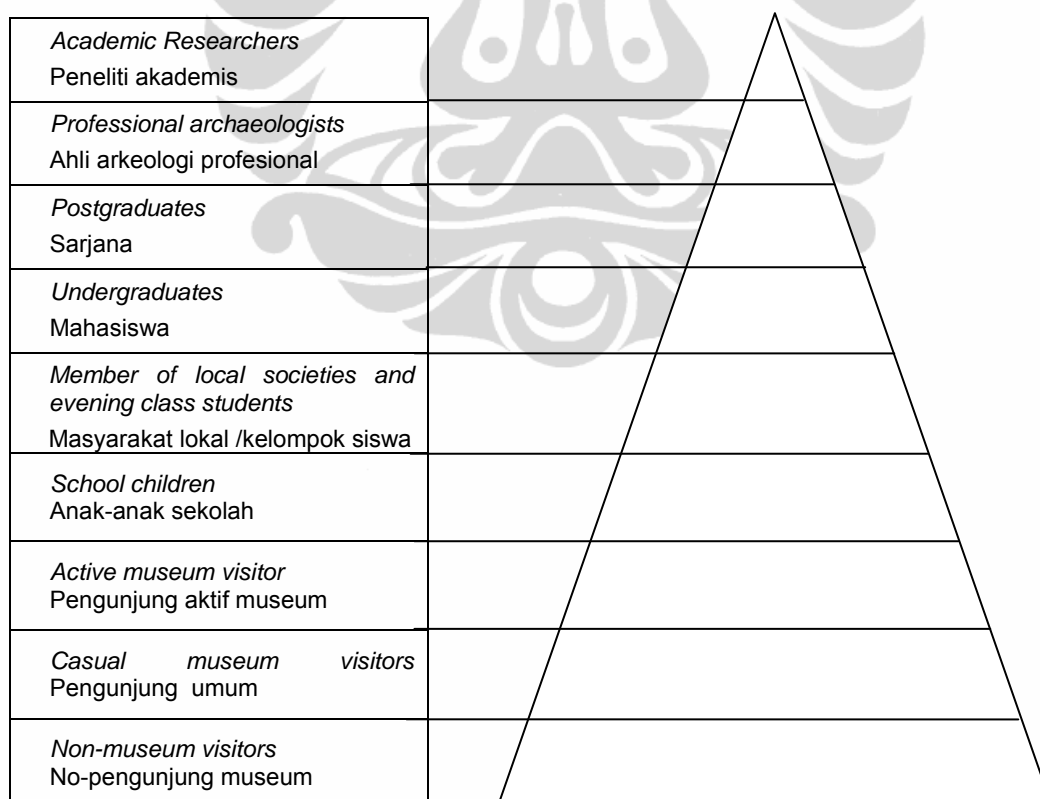 Academic Researchers
Peneliti akademis
Professional archaeologists
Ahli arkeologi profesional
Postgraduates
Sarjana
Undergraduates
Mahasiswa
Member of local societies and
evening class students
Masyarakat lokal /kelompok siswa
School children
Anak-anak sekolah
Active museum visitor
Pengunjung aktif museum
Casual museum visitors
Pengunjung umum
Non-museum visitors
No-pengunjung museum